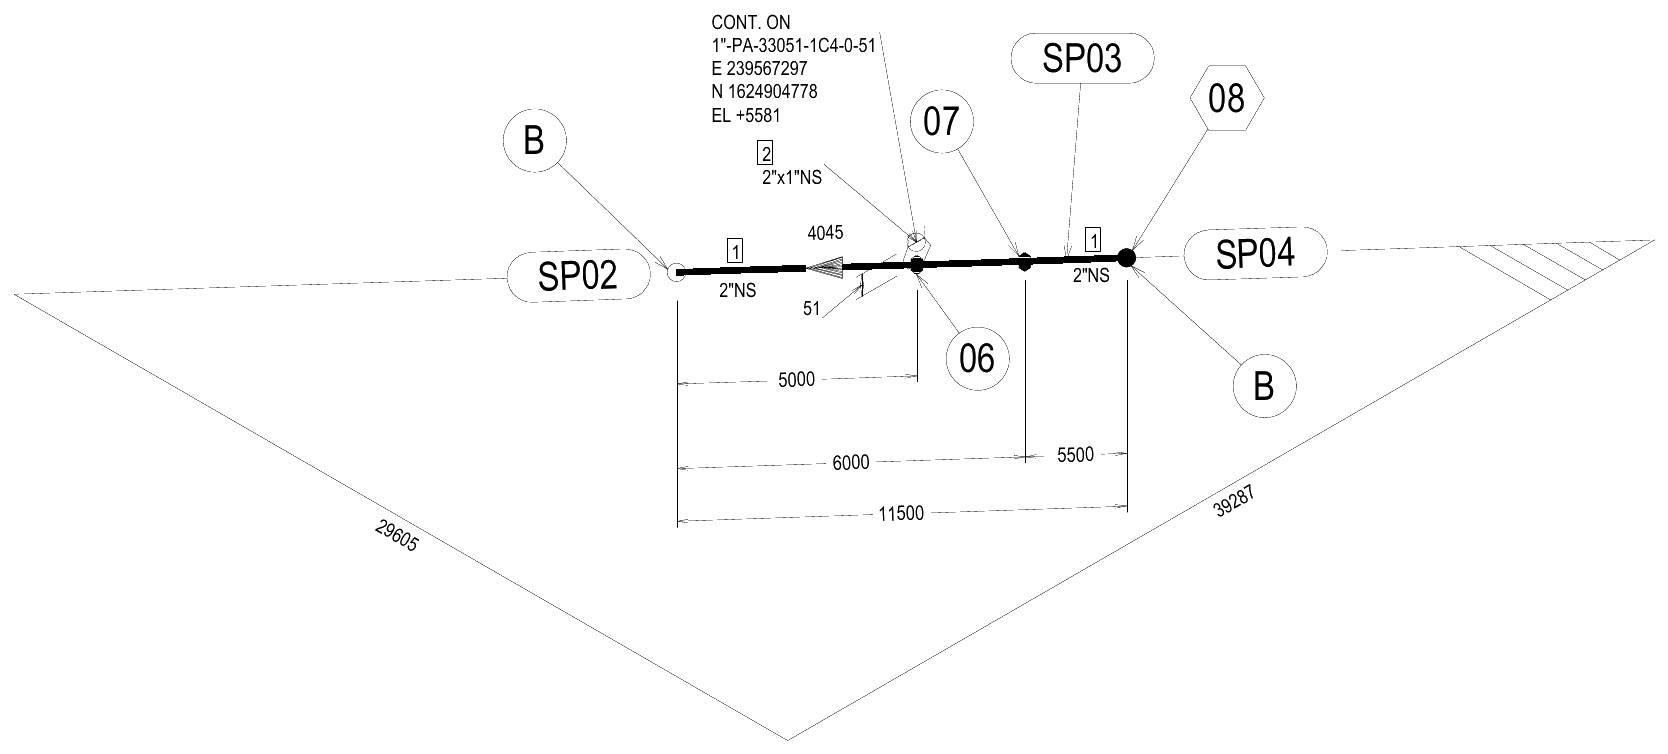 CONT. ON
1"-PA-33051-1C4-0-51
E 239567297
N 1624904778
EL +5581
SP03
08
07
B
2
2"x1"NS
4045
1
1
SP04
SP02
2"NS
2"NS
51
06
5000
B
6000
5500
11500
39287
29605